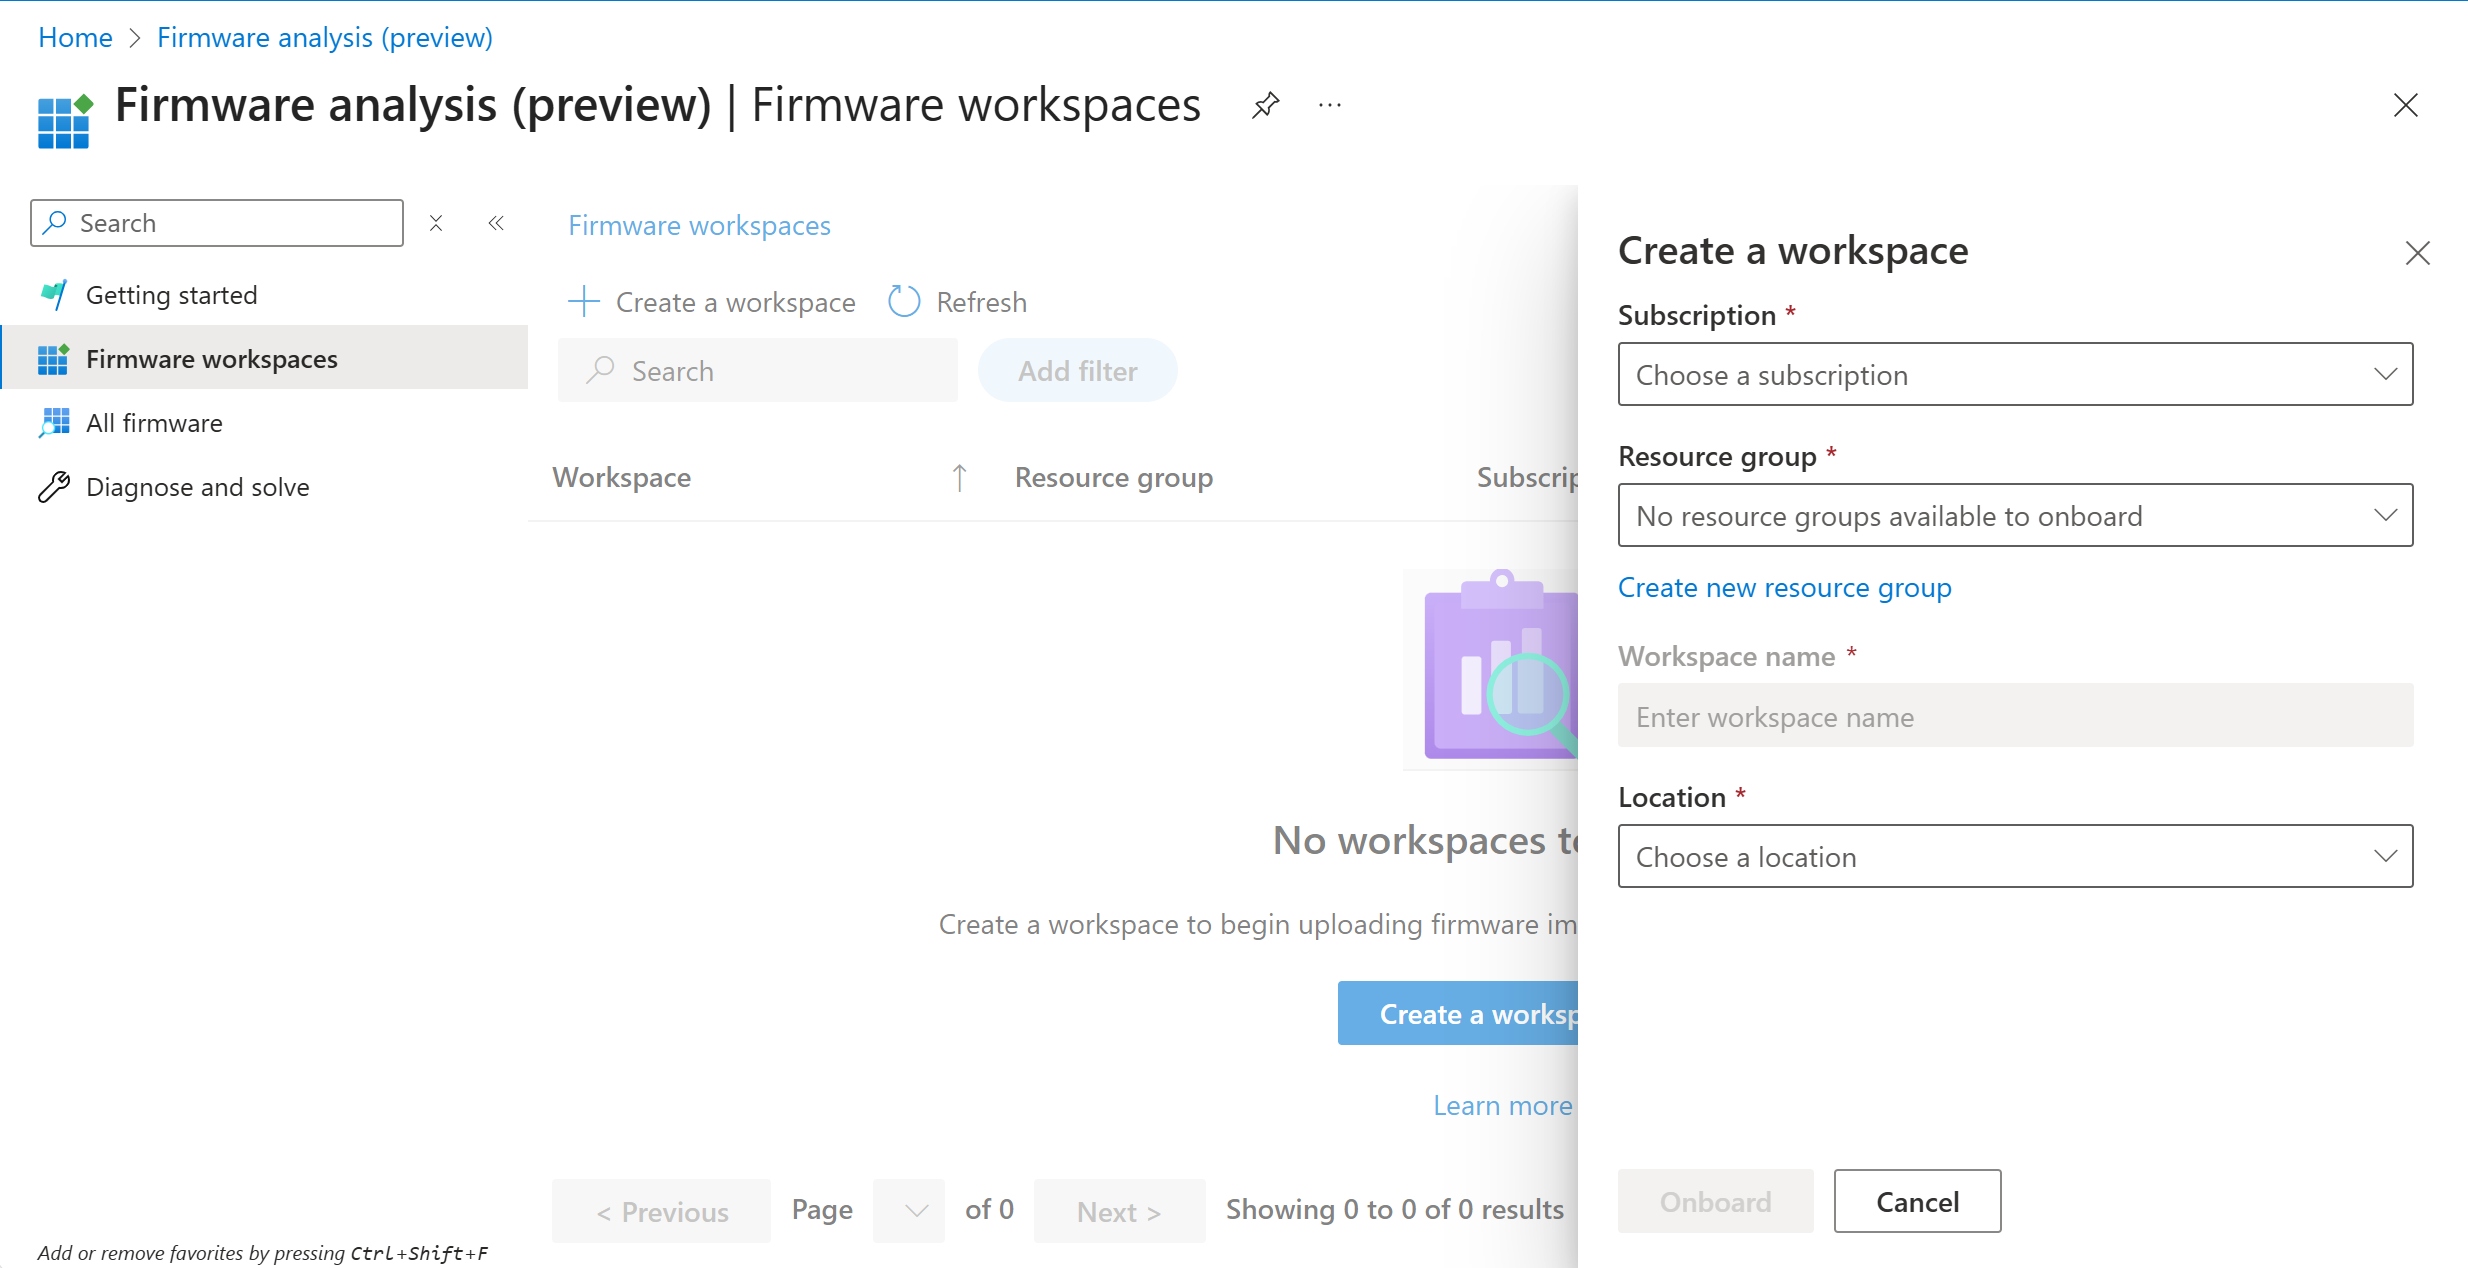 Home > Firmware analysis (preview)
Firmware analysis (preview) | Firmware workspaces
Search
Getting started
Firmware workspaces
All firmware
Diagnose and solve
Add or remove favorites by pressing Ctrl+Shift+F
Firmware workspaces
Create a workspace Refresh
Search Add filter
Workspace Resource group Subscrip
No workspaces to
Create a workspace to begin uploading firmware im
Create a worksp
Learn more
< Previous Page of 0 Next > Showing 0 to 0 of 0 results
Create a workspace
Subscription *
Choose a subscription
Resource group *
No resource groups available to onboard
Create new resource group
Workspace name *
Enter workspace name
Location *
Choose a location
Onboard Cancel